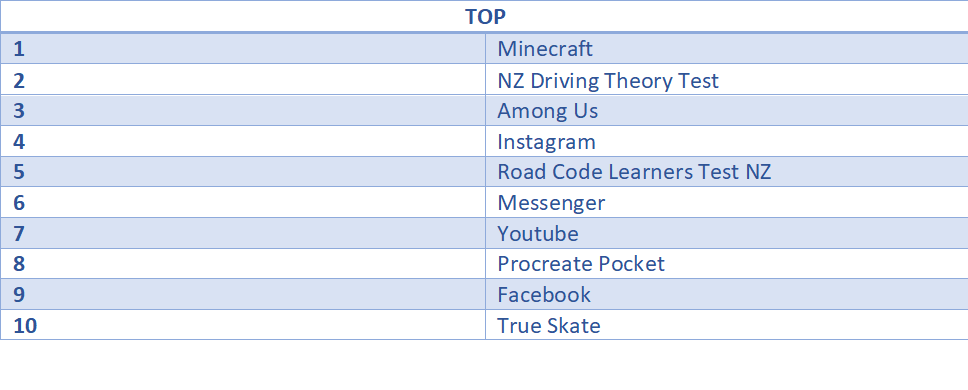 TOP
1 Minecraft
2 NZ Driving Theory Test
3 Among Us
4 Instagram
5 Road Code Learners Test NZ
6 Messenger
7 Youtube
8 Procreate Pocket
9 Facebook
10 True Skate